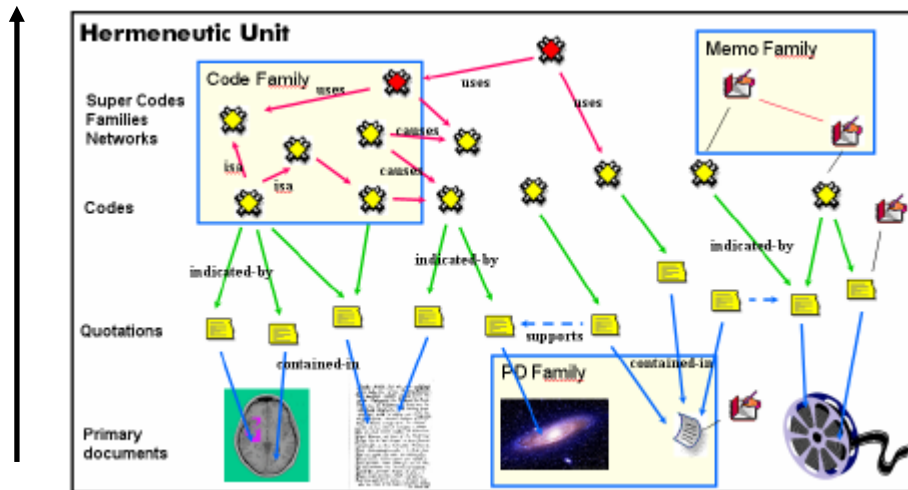 Hermeneutic Unit
Memo Family
Code Family
uses
uses
uses
Super Codes
Families
Networks
causes
causes
isa
isa
Codes
indicated-by
indicated-by
indicated-by
Quotations
supports
contained-in
contained-in
PD Family
Primary
documents